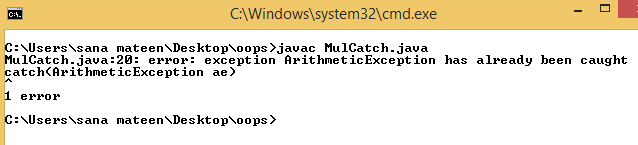 C:\Windows\system32\cmd.exe
C:\Users\sana mateen\Desktop\oops>javac MulCatch.java
MulCatch.java:20: error: exception ArithmeticException has already been caught
catch(ArithmeticException ae)
^
1 error
C:\Users\sana mateen\Desktop\oops>